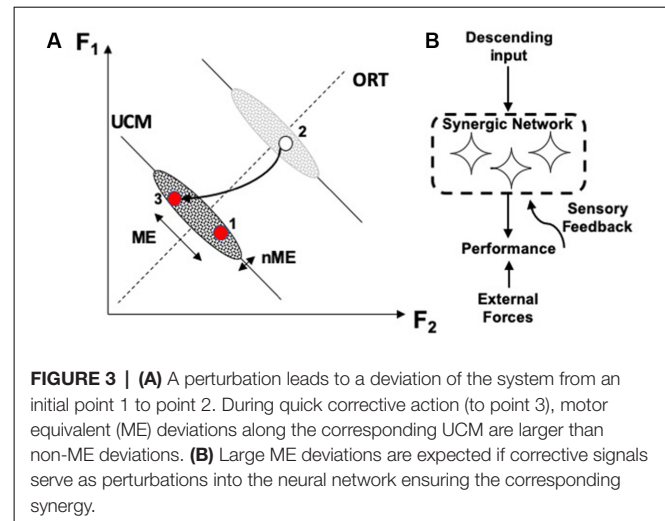 A
F1
ORT
UCM
2
3
1
ME
nME
F2
B
Descending
input
Synergic Network
Sensory
Feedback
Performance
External
Forces
FIGURE 3 | (A) A perturbation leads to a deviation of the system from an
initial point 1 to point 2. During quick corrective action (to point 3), motor
equivalent (ME) deviations along the corresponding UCM are larger than
non-ME deviations. (B) Large ME deviations are expected if corrective signals
serve as perturbations into the neural network ensuring the corresponding
synergy.